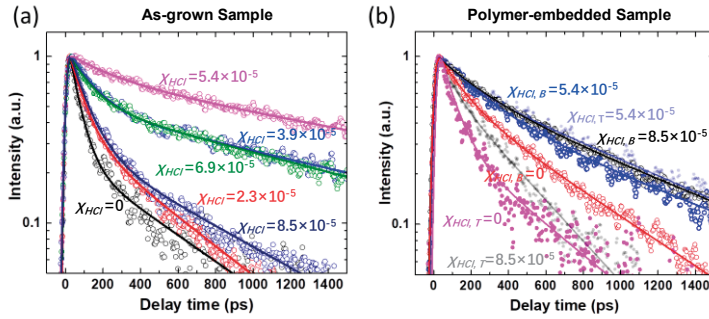 (a)
As-grown Sample
Intensity (a.u.)
1
0.1
χHCl=5.4×10-5
χHCl=3.9×10-5
χHCl=6.9×10-5
χHCl=2.3×10-5
χHCl=0
χHCl=8.5×10-5
0 200 400 600 800 1000 1200 1400
Delay time (ps)
(b)
Polymer-embedded Sample
Intensity (a.u.)
1
0.1
χHCl, B=5.4×10-5
χHCl, T=5.4×10-5
χHCl, B=8.5×10-5
χHCl, B=0
χHCl, T=0
χHCl, T=8.5×10-5
0 200 400 600 800 1000 1200 1400
Delay time (ps)